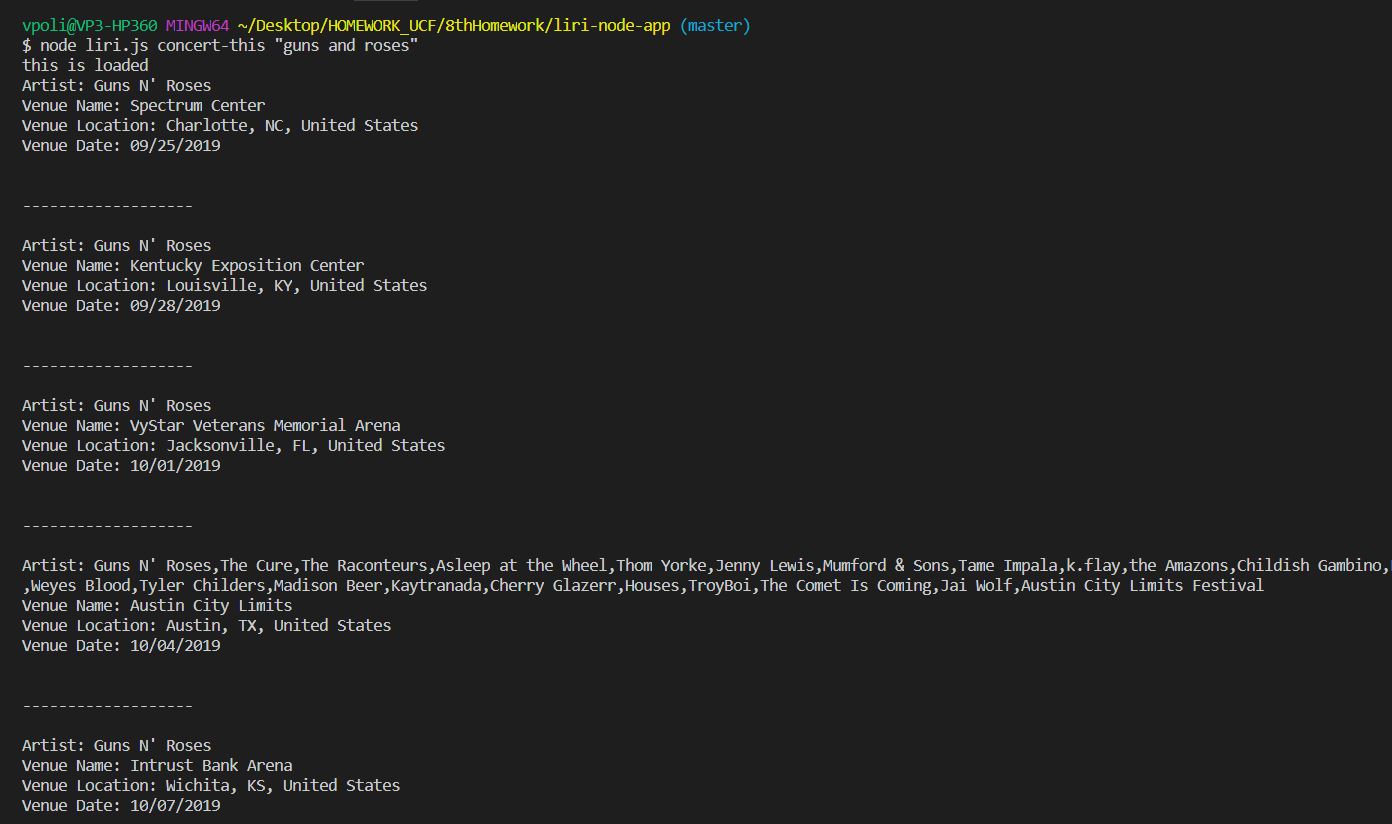 vpoli@VP3-HP360 MINGW64 ~/Desktop/HOMEWORK_UCF/8thHomework/liri-node-app (master)
$ node liri.js concert-this "guns and roses"
this is loaded
Artist: Guns N' Roses
Venue Name: Spectrum Center
Venue Location: Charlotte, NC, United States
Venue Date: 09/25/2019
-------------------
Artist: Guns N' Roses
Venue Name: Kentucky Exposition Center
Venue Location: Louisville, KY, United States
Venue Date: 09/28/2019
-------------------
Artist: Guns N' Roses
Venue Name: VyStar Veterans Memorial Arena
Venue Location: Jacksonville, FL, United States
Venue Date: 10/01/2019
-------------------
Artist: Guns N' Roses,The Cure,The Raconteurs,Asleep at the Wheel,Thom Yorke,Jenny Lewis,Mumford & Sons,Tame Impala,k.flay,the Amazons,Childish Gambino,
,Weyes Blood,Tyler Childers,Madison Beer,Kaytranada,Cherry Glazerr,Houses,TroyBoi,The Comet Is Coming,Jai Wolf,Austin City Limits Festival
Venue Name: Austin City Limits
Venue Location: Austin, TX, United States
Venue Date: 10/04/2019
-------------------
Artist: Guns N' Roses
Venue Name: Intrust Bank Arena
Venue Location: Wichita, KS, United States
Venue Date: 10/07/2019